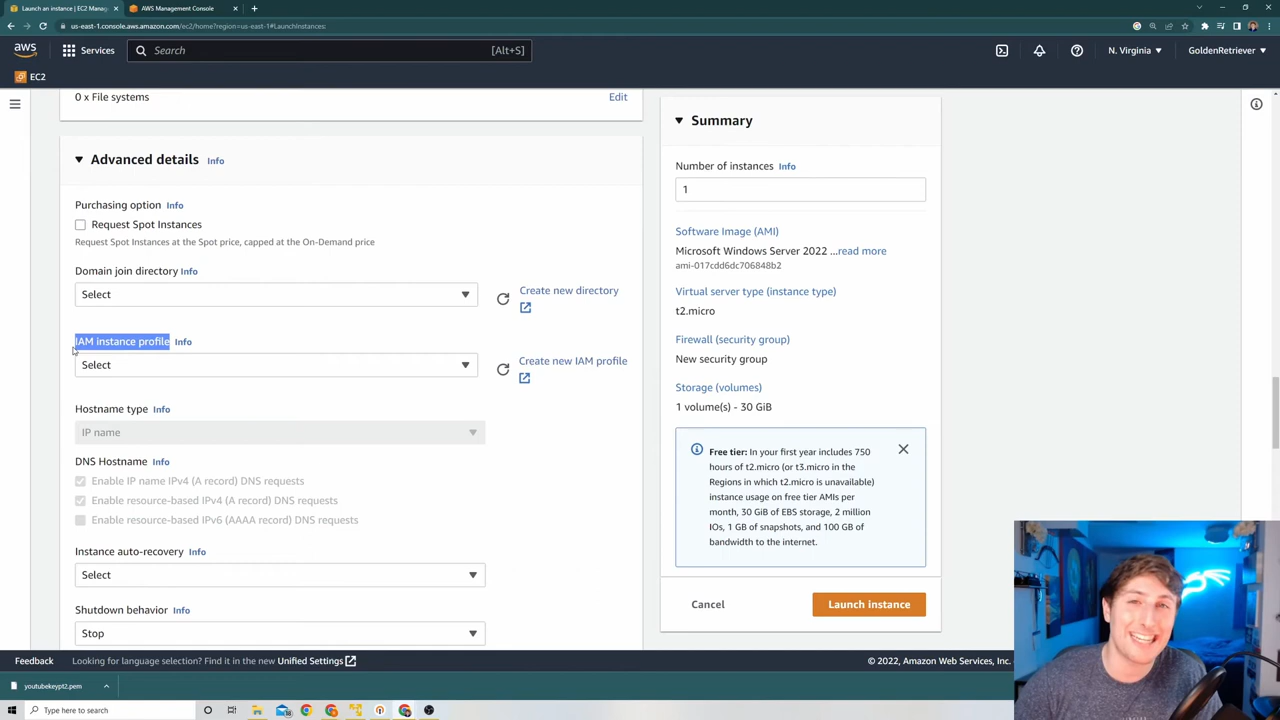 Launch an instance | EC2 Manag
AWS Management Console
us-east-1.console.aws.amazon.com/ec2/home?region=us-east-1#LaunchInstances:
aws
Services
Search
[Alt+S]
N. Virginia
GoldenRetriever
EC2
0 x File systems
Edit
Advanced details Info
Purchasing option Info
Request Spot Instances
Request Spot Instances at the Spot price, capped at the On-Demand price
Domain join directory Info
Select
Create new directory
IAM instance profile Info
Select
Create new IAM profile
Hostname type Info
IP name
DNS Hostname Info
Enable IP name IPv4 (A record) DNS requests
Enable resource-based IPv4 (A record) DNS requests
Enable resource-based IPv6 (AAAA record) DNS requests
Instance auto-recovery Info
Select
Shutdown behavior Info
Stop
Summary
Number of instances Info
1
Software Image (AMI)
Microsoft Windows Server 2022 ...read more
ami-017cdd6dc706848b2
Virtual server type (instance type)
t2.micro
Firewall (security group)
New security group
Storage (volumes)
1 volume(s) - 30 GiB
Free tier: In your first year includes 750
hours of t2.micro (or t3.micro in the
Regions in which t2.micro is unavailable)
instance usage on free tier AMIs per
month, 30 GiB of EBS storage, 2 million
IOs, 1 GB of snapshots, and 100 GB of
bandwidth to the internet.
Cancel
Launch instance
Feedback
Looking for language selection? Find it in the new Unified Settings
© 2022, Amazon Web Services, Inc.
youtubekeypt2.pem
Type here to search